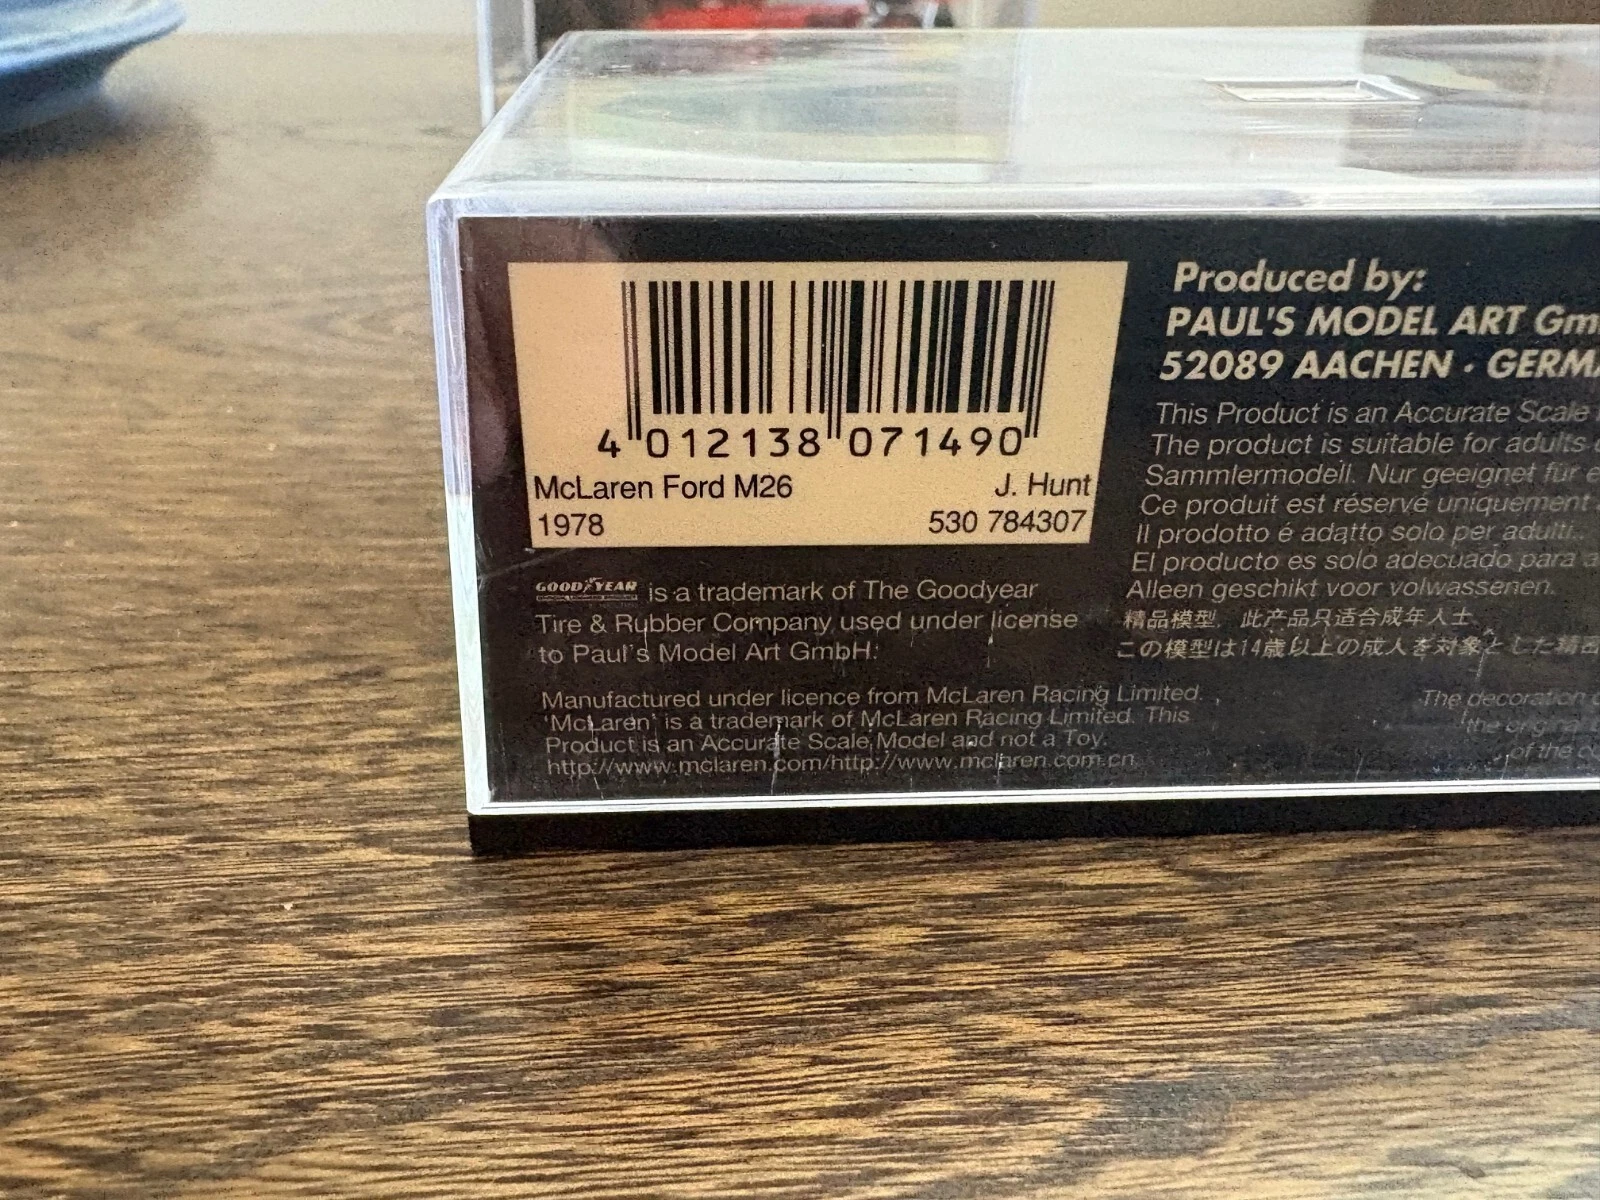 4 012138 071490
McLaren Ford M26 J. Hunt
1978 530 784307
GOODYEAR is a trademark of The Goodyear
Tire & Rubber Company used under license
to Paul's Model Art GmbH.
Manufactured under licence from McLaren Racing Limited.
'McLaren' is a trademark of McLaren Racing Limited. This
Product is an Accurate Scale Model and not a Toy.
http://www.mclaren.com/http://www.mclaren.com.cn
Produced by:
PAUL'S MODEL ART
52089 AACHEN ·
This Product is an Accurate Scale
The product is suitable for adults
Sammlermodell. Nur geeignet für
Ce produit est réservé uniquement
Il prodotto é adatto solo per adulti.
El producto es solo adecuado para
Alleen geschikt voor volwassenen.
精品模型, 此产品只适合成年人士.
この模型は14歳以上の成人を対象とした精
The decoration
the original
of the